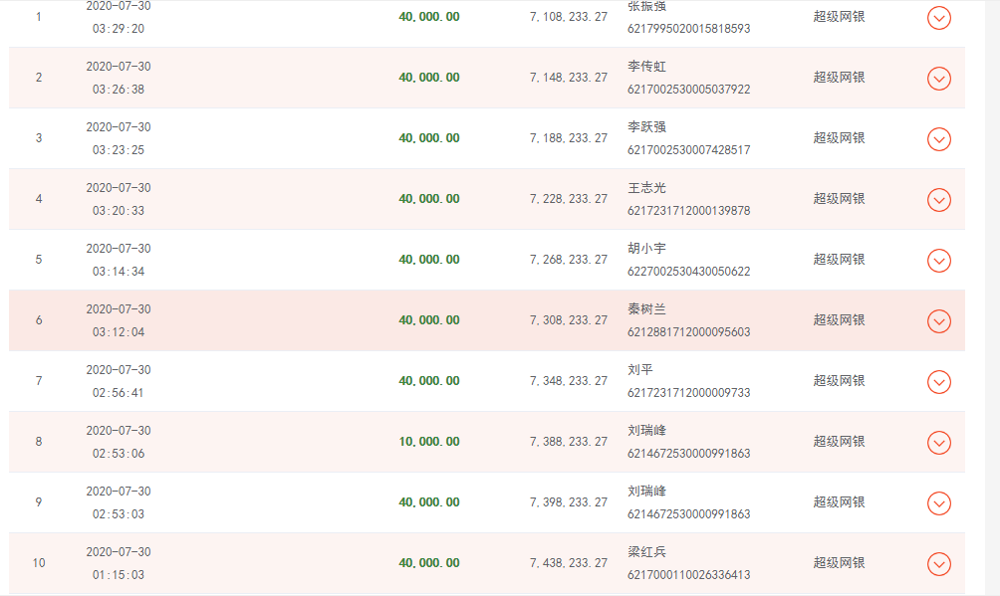 1 2020-07-30 03:29:20 40,000.00 7,108,233.27 张振强 6217995020015818593 超级网银
2 2020-07-30 03:26:38 40,000.00 7,148,233.27 李传虹 6217002530005037922 超级网银
3 2020-07-30 03:23:25 40,000.00 7,188,233.27 李跃强 6217002530007428517 超级网银
4 2020-07-30 03:20:33 40,000.00 7,228,233.27 王志光 6217231712000139878 超级网银
5 2020-07-30 03:14:34 40,000.00 7,268,233.27 胡小宇 6227002530430050622 超级网银
6 2020-07-30 03:12:04 40,000.00 7,308,233.27 秦树兰 6212881712000095603 超级网银
7 2020-07-30 02:56:41 40,000.00 7,348,233.27 刘平 6217231712000009733 超级网银
8 2020-07-30 02:53:06 10,000.00 7,388,233.27 刘瑞峰 6214672530000991863 超级网银
9 2020-07-30 02:53:03 40,000.00 7,398,233.27 刘瑞峰 6214672530000991863 超级网银
10 2020-07-30 01:15:03 40,000.00 7,438,233.27 梁红兵 6217000110026336413 超级网银